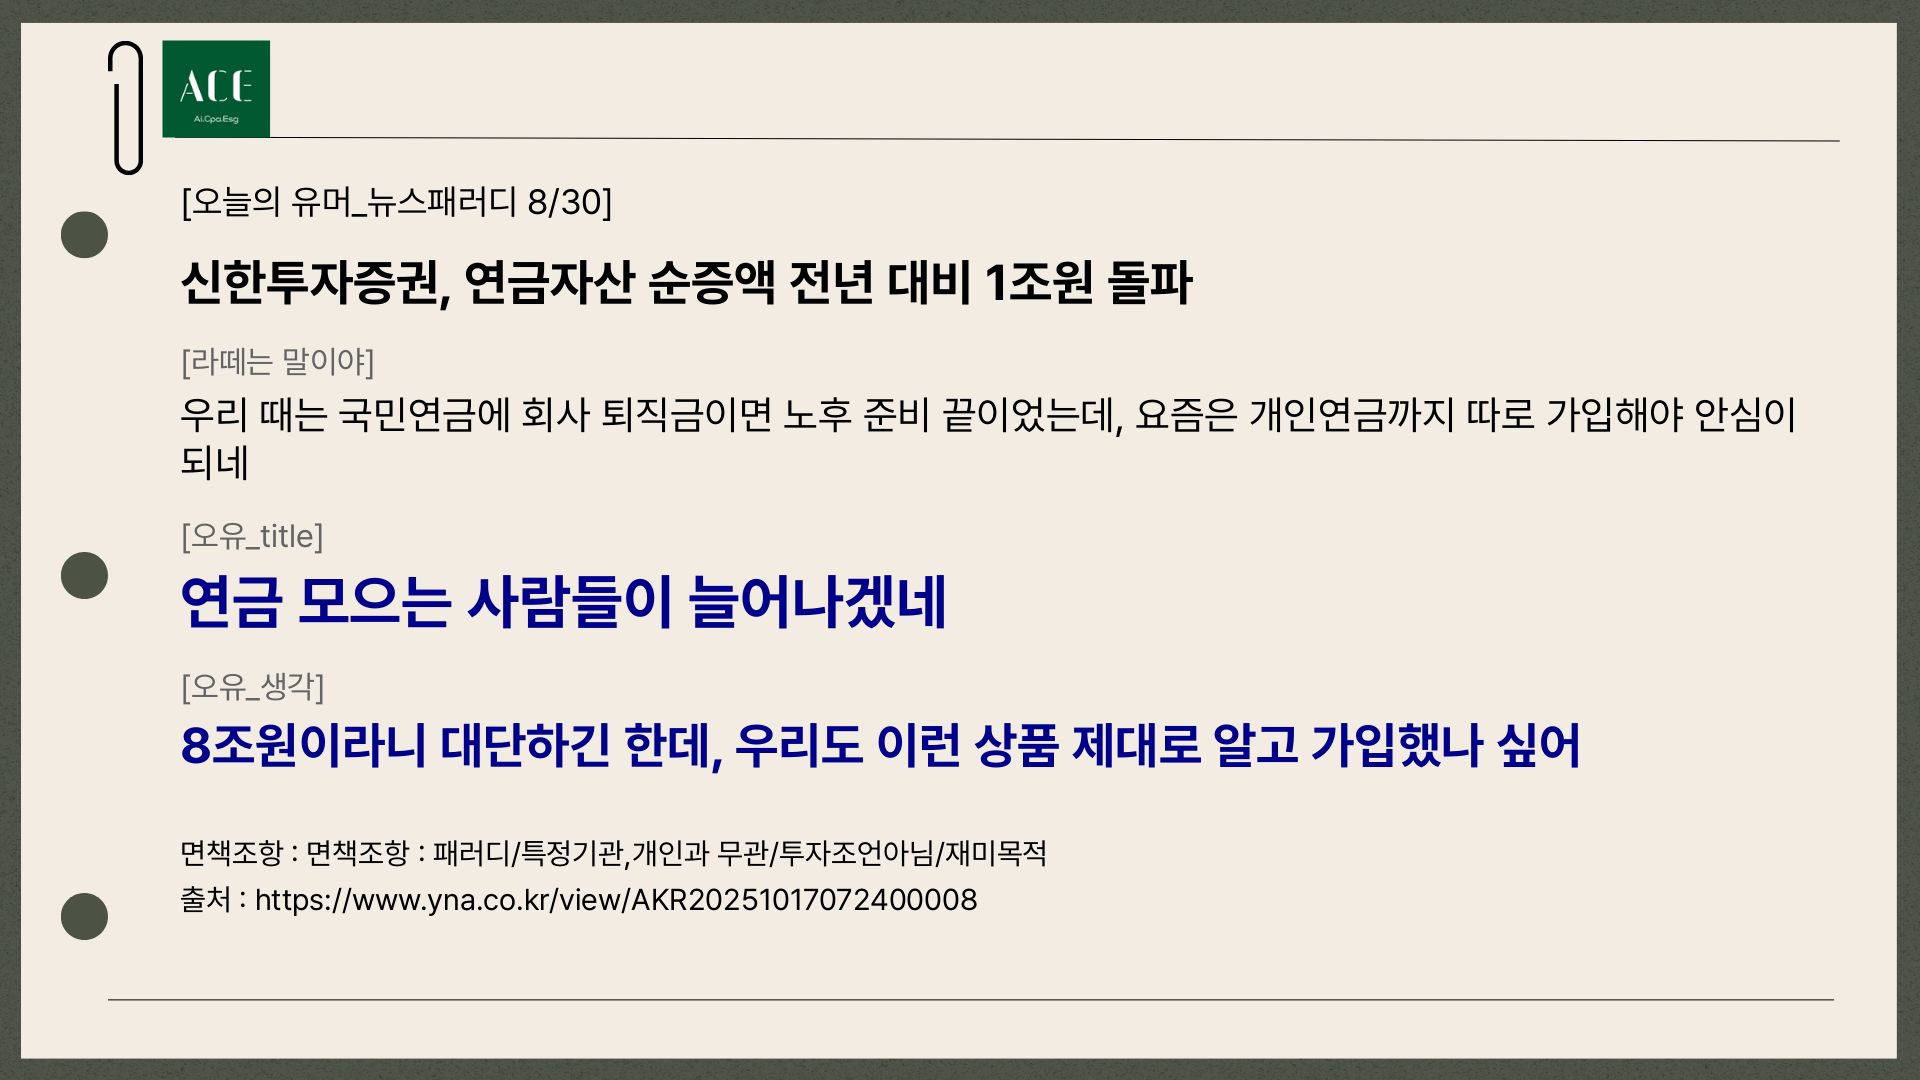 ACE
Ai.Cpa.Esg
[오늘의 유머_뉴스패러디 8/30]
신한투자증권, 연금자산 순증액 전년 대비 1조원 돌파
[라떼는 말이야]
우리 때는 국민연금에 회사 퇴직금이면 노후 준비 끝이었는데, 요즘은 개인연금까지 따로 가입해야 안심이
되네
[오유_title]
연금 모으는 사람들이 늘어나겠네
[오유_생각]
8조원이라니 대단하긴 한데, 우리도 이런 상품 제대로 알고 가입했나 싶어
면책조항 : 면책조항 : 패러디/특정기관,개인과 무관/투자조언아님/재미목적
출처 : https://www.yna.co.kr/view/AKR20251017072400008